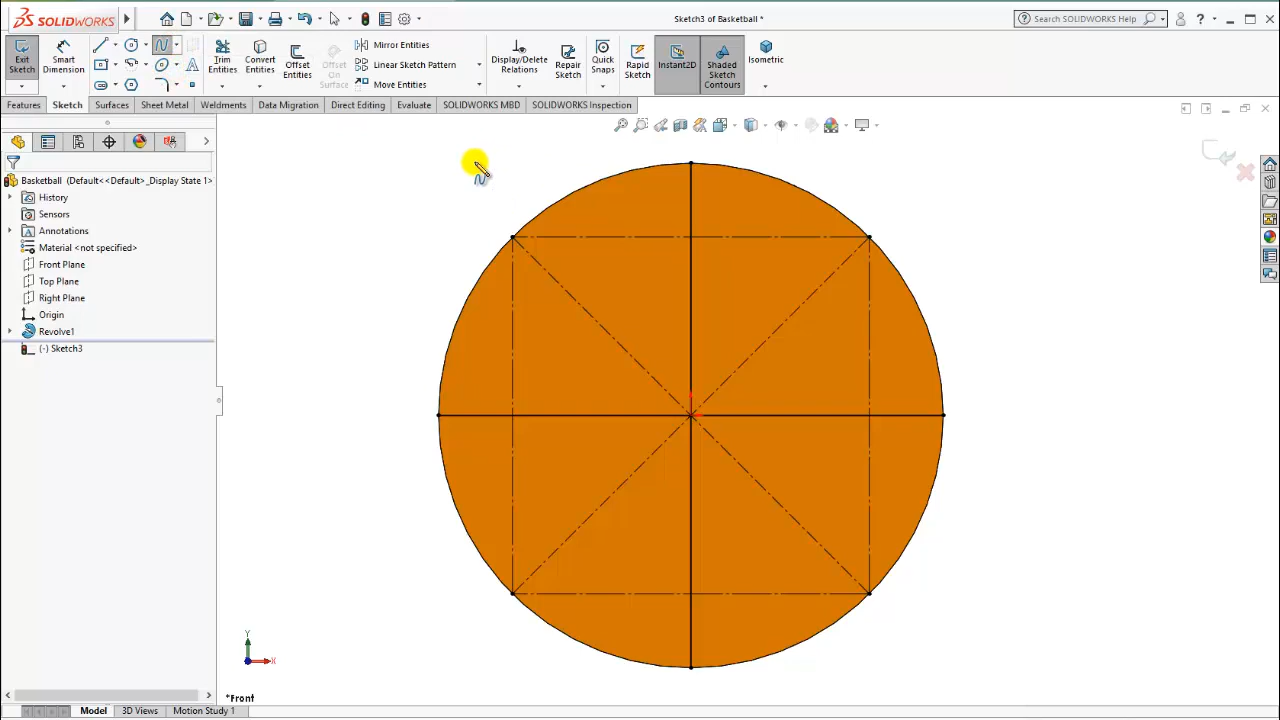 SOLIDWORKS
Sketch3 of Basketball *
Search SOLIDWORKS Help
Exit Sketch
Smart Dimension
Trim Entities
Convert Entities
Offset Entities
Offset On Surface
Mirror Entities
Linear Sketch Pattern
Move Entities
Display/Delete Relations
Repair Sketch
Quick Snaps
Rapid Sketch
Instant2D
Shaded Sketch Contours
Isometric
Features
Sketch
Surfaces
Sheet Metal
Weldments
Data Migration
Direct Editing
Evaluate
SOLIDWORKS MBD
SOLIDWORKS Inspection
Basketball (Default<<Default>_Display State 1>
History
Sensors
Annotations
Material <not specified>
Front Plane
Top Plane
Right Plane
Origin
Revolve1
(-) Sketch3
Y
X
*Front
Model
3D Views
Motion Study 1